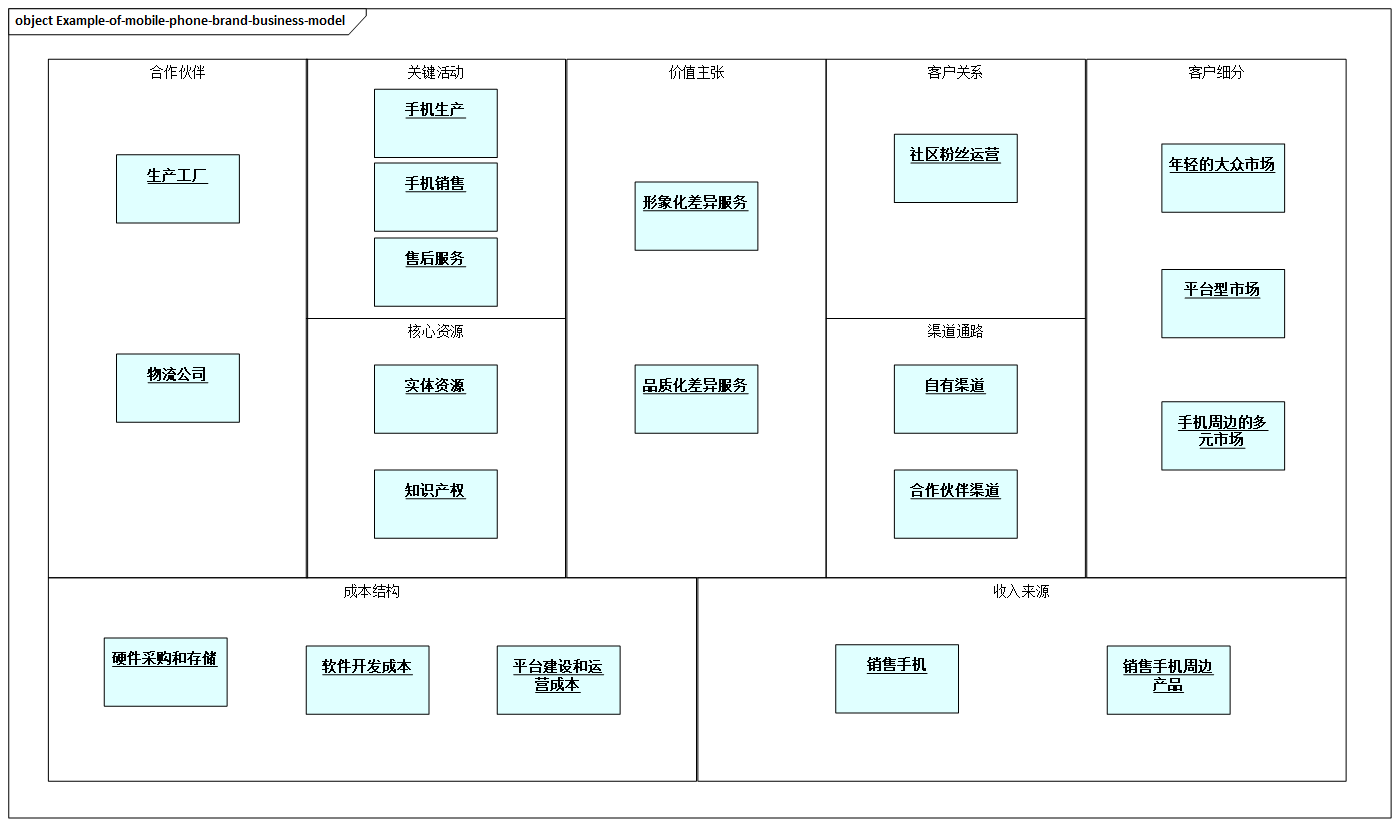 object Example-of-mobile-phone-brand-business-model
合作伙伴
生产工厂
物流公司
关键活动
手机生产
手机销售
售后服务
核心资源
实体资源
知识产权
价值主张
形象化差异服务
品质化差异服务
客户关系
社区粉丝运营
渠道通路
自有渠道
合作伙伴渠道
客户细分
年轻的大众市场
平台型市场
手机周边的多
元市场
成本结构
硬件采购和存储
软件开发成本
平台建设和运
营成本
收入来源
销售手机
销售手机周边
产品